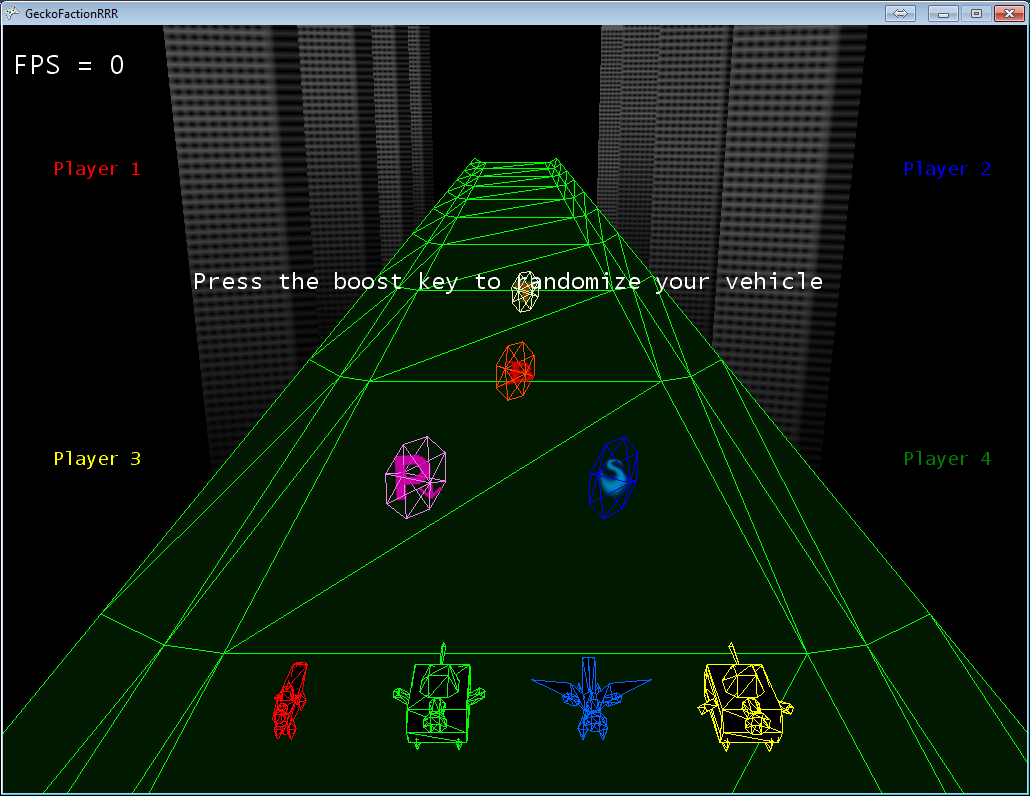 GeckoFactionRRR
FPS = 0
Player 1
Player 2
Press the boost key to randomize your vehicle
R
S
Player 3
Player 4